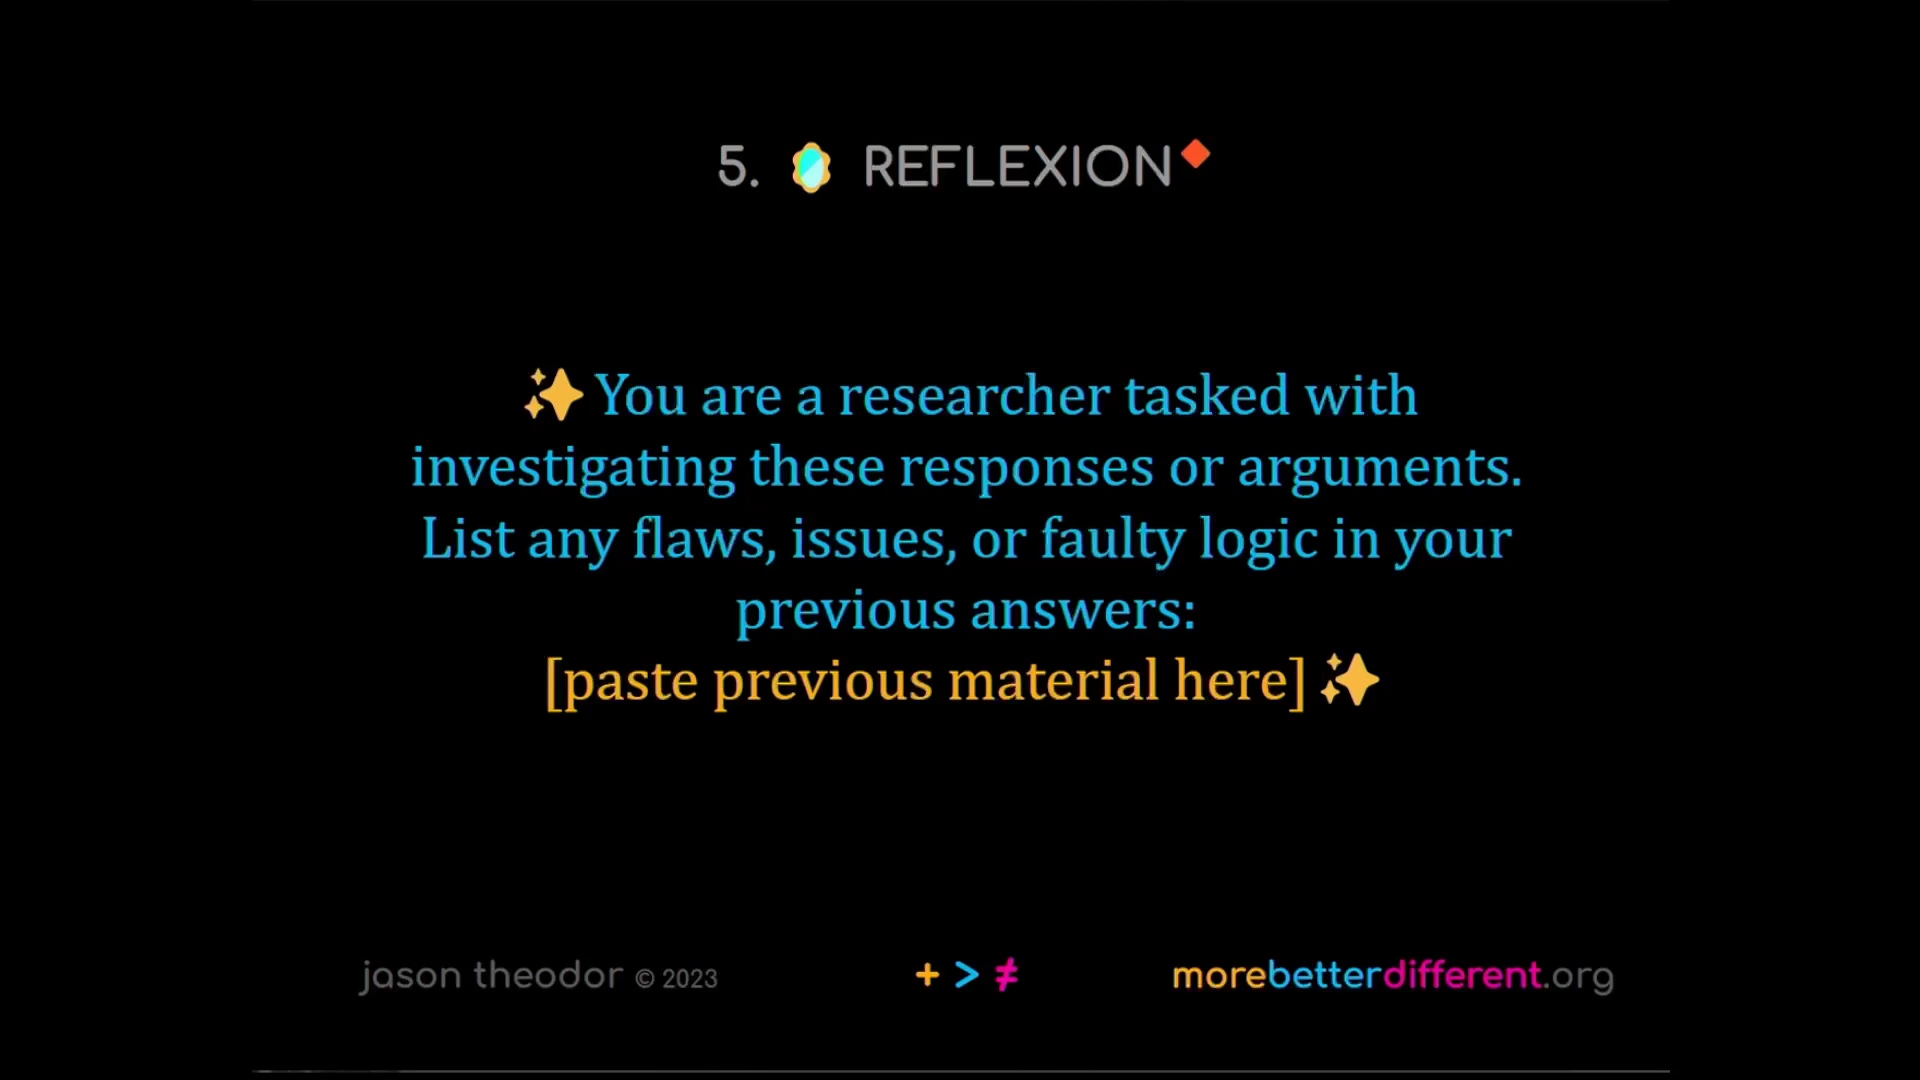 5. REFLEXION
✨ You are a researcher tasked with
investigating these responses or arguments.
List any flaws, issues, or faulty logic in your
previous answers:
[paste previous material here] ✨
jason theodor © 2023
+ > ≠
morebetterdifferent.org